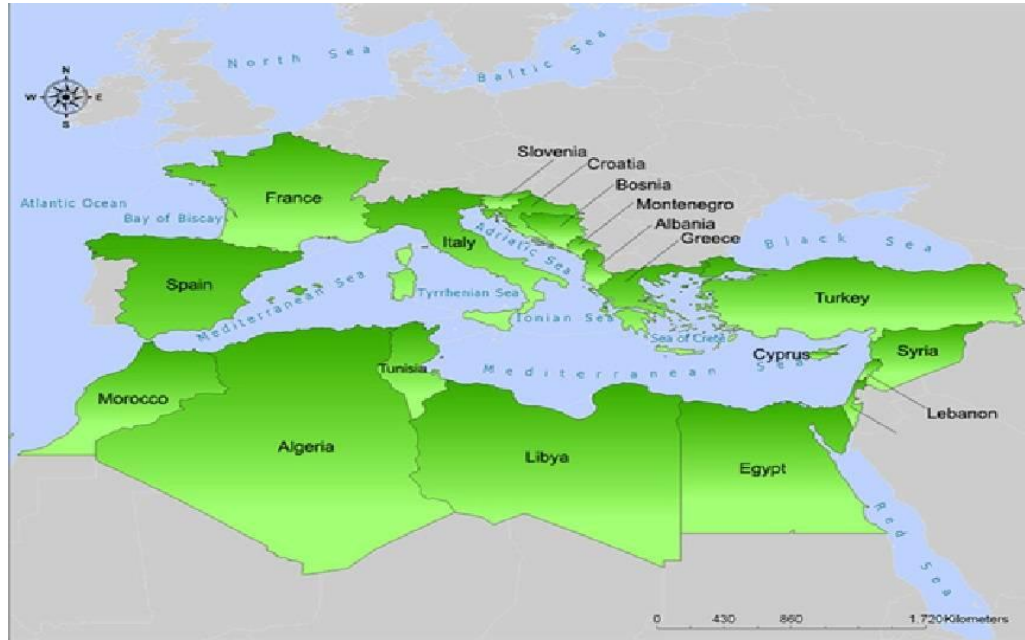 North Sea
Baltic Sea
N
W E
S
Slovenia
Croatia
Bosnia
Montenegro
Albania
Greece
France
Atlantic Ocean
Bay of Biscay
Italy
Adriatic Sea
Black Sea
Spain
Mediterranean Sea
Tyrrhenian Sea
Turkey
Ionian Sea
Sea of Crete
Cyprus
Syria
Tunisia
Mediterranean Sea
Morocco
Lebanon
Algeria
Libya
Egypt
Red Sea
0 430 860 1.720 Kilometers